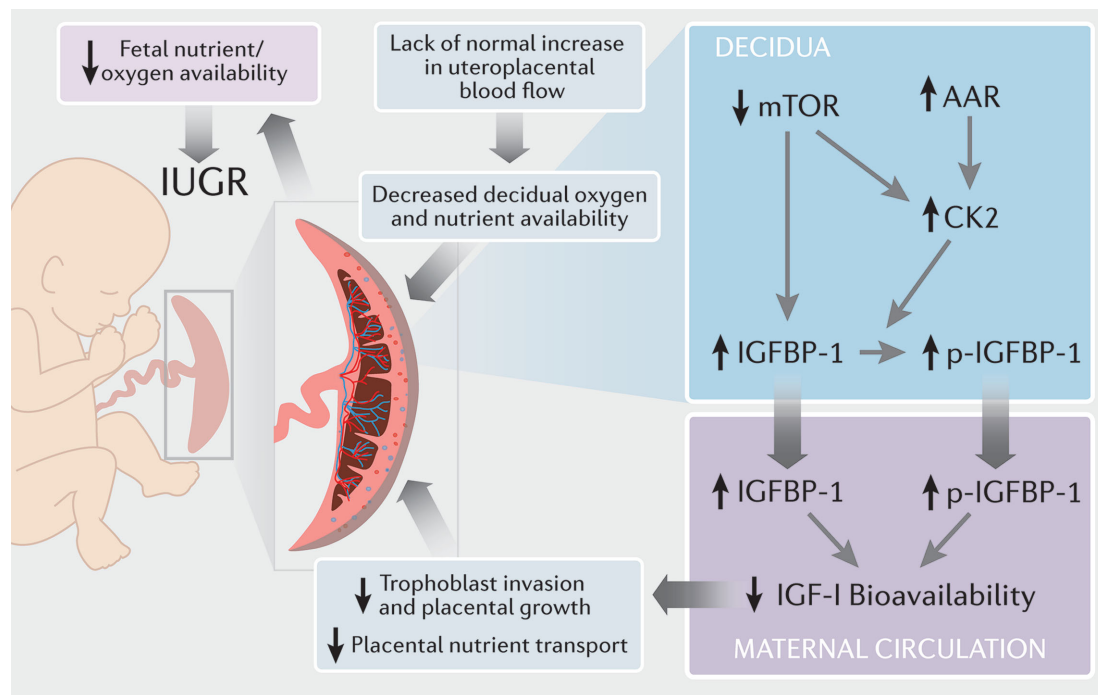 Fetal nutrient/
oxygen availability
IUGR
Lack of normal increase
in uteroplacental
blood flow
Decreased decidual oxygen
and nutrient availability
DECIDUA
mTOR
AAR
CK2
IGFBP-1
p-IGFBP-1
IGFBP-1
p-IGFBP-1
IGF-I Bioavailability
MATERNAL CIRCULATION
Trophoblast invasion
and placental growth
Placental nutrient transport